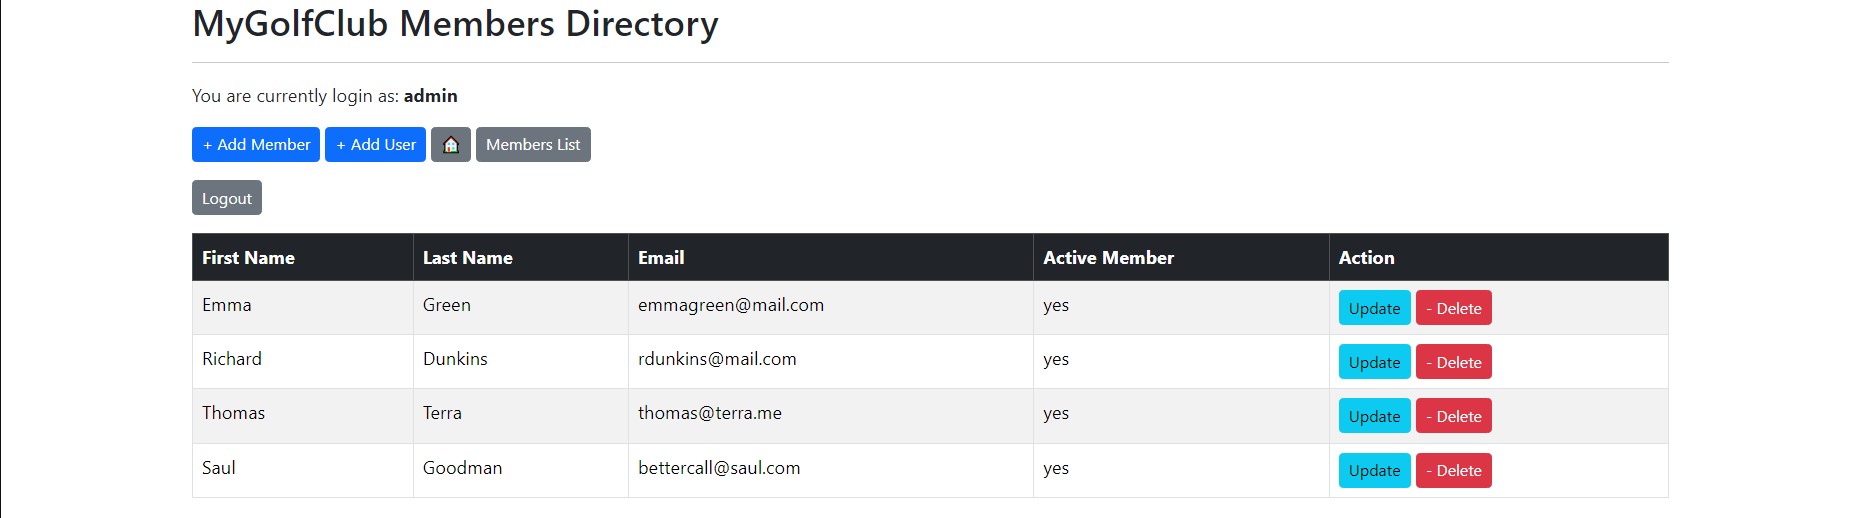 MyGolfClub Members Directory
You are currently login as: admin
+ Add Member + Add User Members List
Logout
First Name Last Name Email Active Member Action
Emma Green emmagreen@mail.com yes Update - Delete
Richard Dunkins rdunkins@mail.com yes Update - Delete
Thomas Terra thomas@terra.me yes Update - Delete
Saul Goodman bettercall@saul.com yes Update - Delete